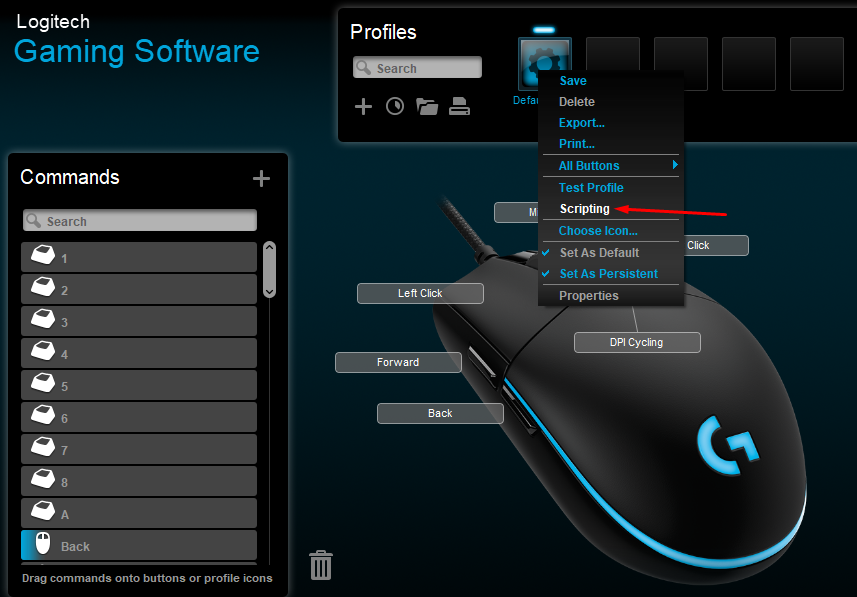 Logitech
Gaming Software
Profiles
Search
Save
Delete
Export...
Print...
All Buttons
Test Profile
Scripting
Choose Icon...
Set As Default
Set As Persistent
Properties
Commands
Search
1
2
3
4
5
6
7
8
A
Back
Drag commands onto buttons or profile icons
Click
Left Click
DPI Cycling
Forward
Back
G